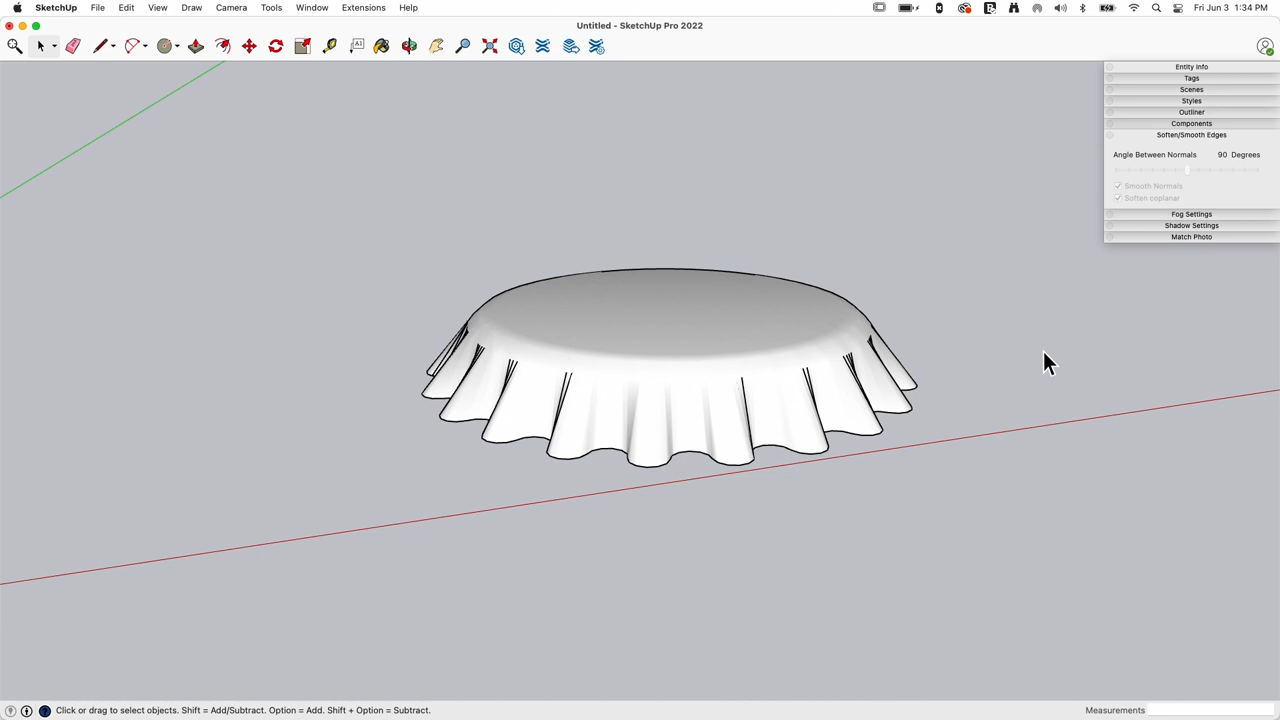 SketchUp File Edit View Draw Camera Tools Window Extensions Help Fri Jun 3 1:34 PM
Untitled - SketchUp Pro 2022
Entity Info
Tags
Scenes
Styles
Outliner
Components
Soften/Smooth Edges
Angle Between Normals 90 Degrees
Smooth Normals
Soften coplanar
Fog Settings
Shadow Settings
Match Photo
Click or drag to select objects. Shift = Add/Subtract. Option = Add. Shift + Option = Subtract. Measurements